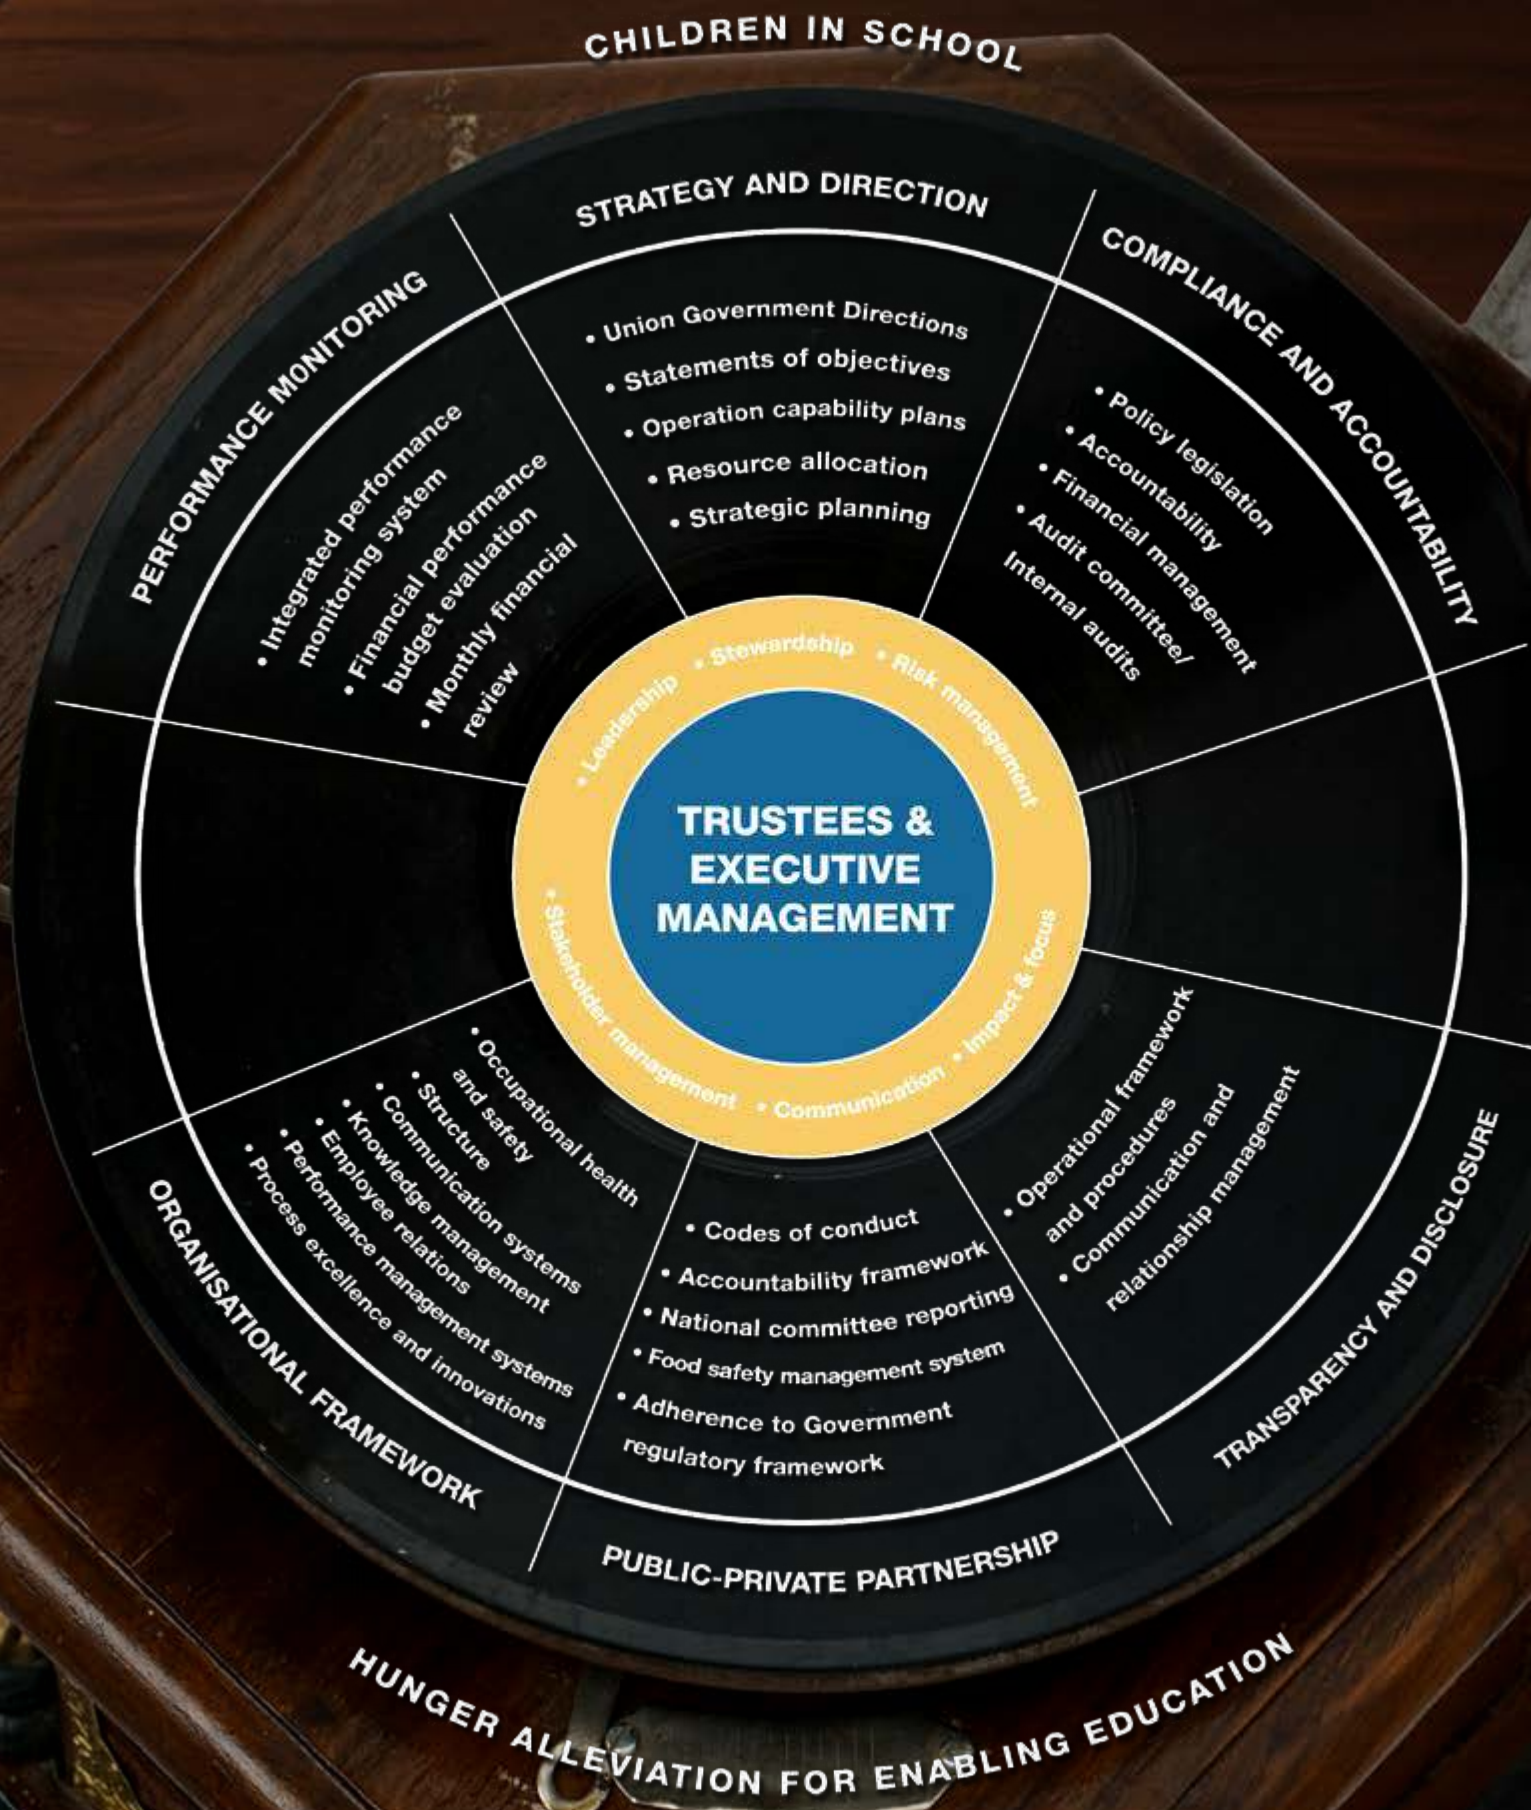 CHILDREN IN SCHOOL
STRATEGY AND DIRECTION
• Union Government Directions
• Statements of objectives
• Operation capability plans
• Resource allocation
• Strategic planning
COMPLIANCE AND ACCOUNTABILITY
• Policy legislation
• Accountability
• Financial management
• Audit committee/
Internal audits
TRANSPARENCY AND DISCLOSURE
• Operational framework
and procedures
• Communication and
relationship management
PUBLIC-PRIVATE PARTNERSHIP
• Codes of conduct
• Accountability framework
• National committee reporting
• Food safety management system
• Adherence to Government
regulatory framework
ORGANISATIONAL FRAMEWORK
• Occupational health
and safety
• Structure
• Communication systems
• Knowledge management
• Employee relations
• Performance management systems
• Process excellence and innovations
PERFORMANCE MONITORING
• Integrated performance
monitoring system
• Financial performance
budget evaluation
• Monthly financial
review
• Leadership
• Stewardship
• Risk management
• Impact & focus
• Communication
• Stakeholder management
TRUSTEES &
EXECUTIVE
MANAGEMENT
HUNGER ALLEVIATION FOR ENABLING EDUCATION